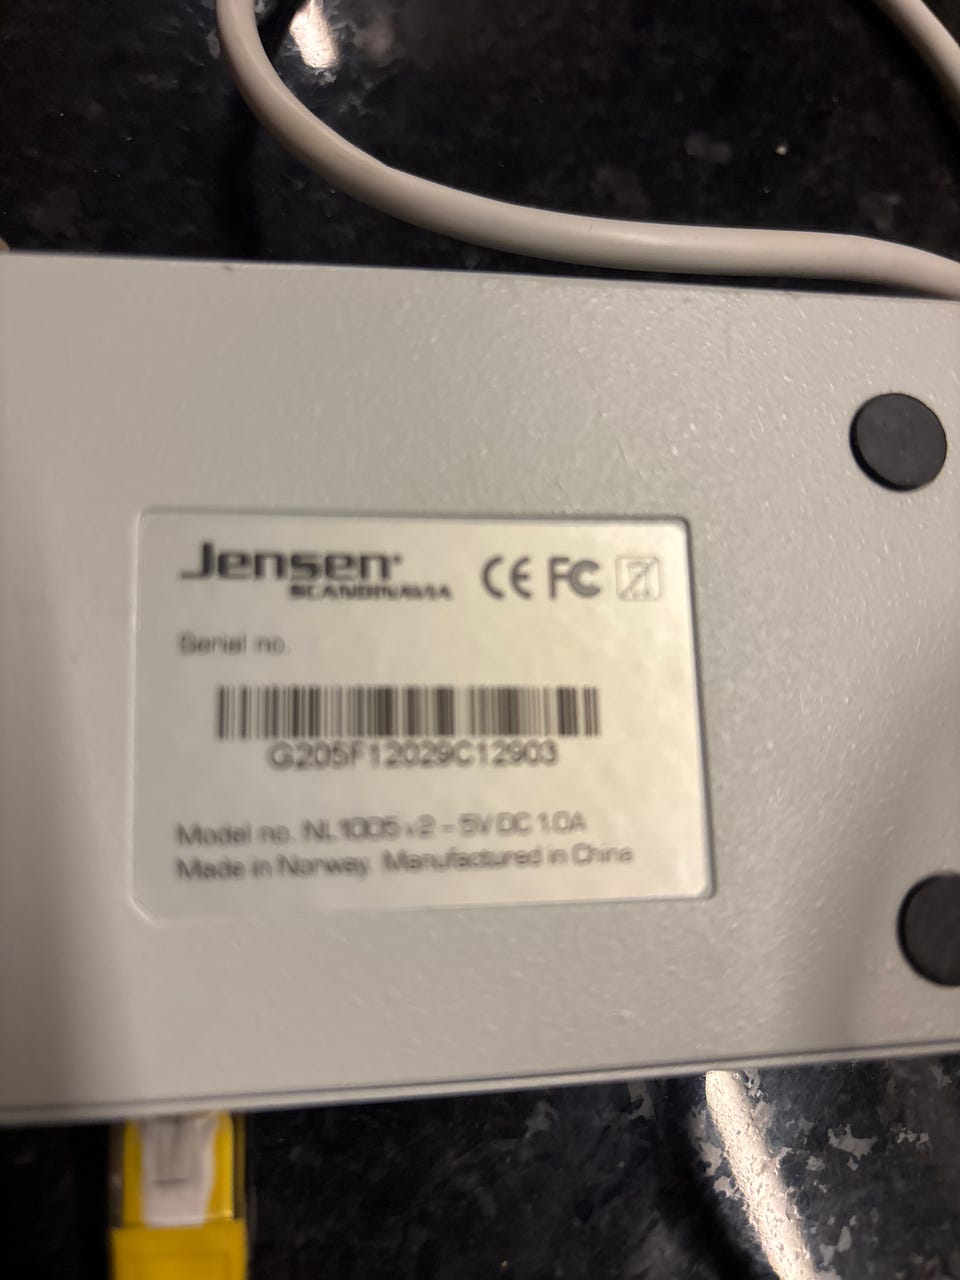 Jensen
SCANDINAVIA
CE FC
Serial no.
G205F12029C12903
Model no. NL1005 v2 - 5V DC 1.0A
Made in Norway. Manufactured in China